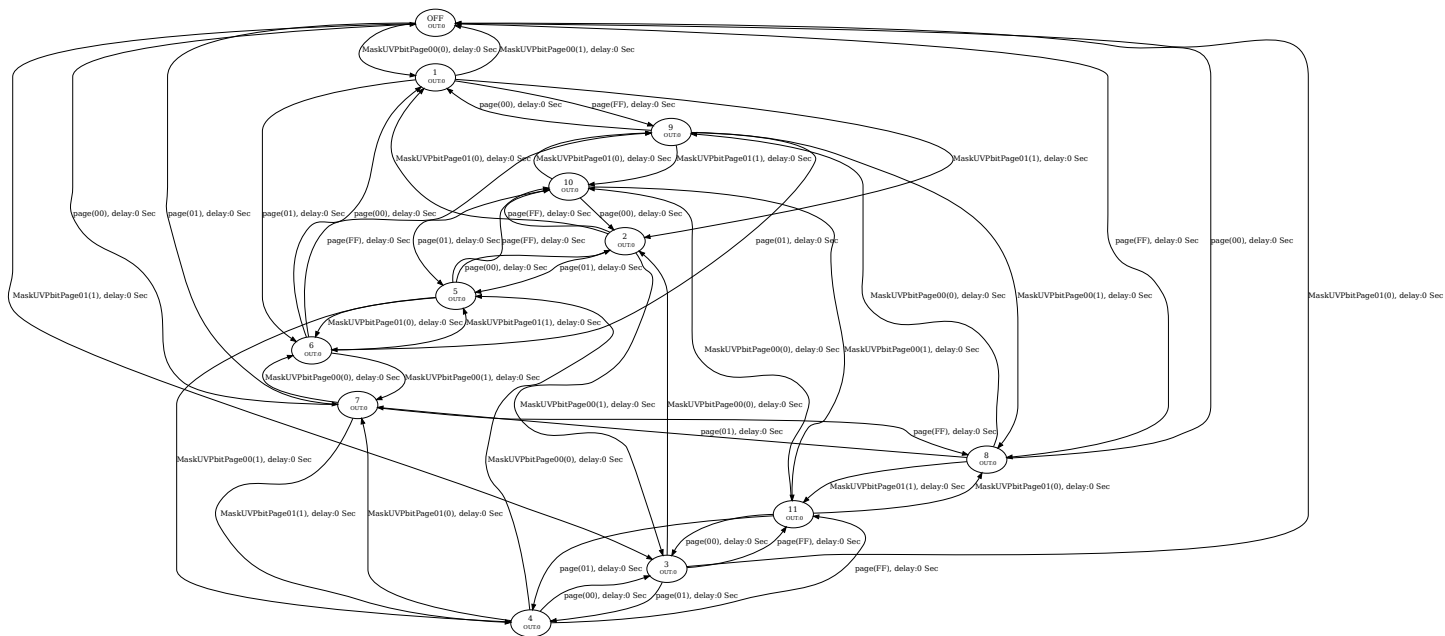 OFF
OUT:0
MaskUVPbitPage00(0), delay:0 Sec
MaskUVPbitPage00(1), delay:0 Sec
1
OUT:0
page(00), delay:0 Sec
page(FF), delay:0 Sec
9
OUT:0
MaskUVPbitPage01(0), delay:0 Sec
MaskUVPbitPage01(0), delay:0 Sec
MaskUVPbitPage01(1), delay:0 Sec
MaskUVPbitPage01(1), delay:0 Sec
10
OUT:0
page(00), delay:0 Sec
page(01), delay:0 Sec
page(01), delay:0 Sec
page(00), delay:0 Sec
page(FF), delay:0 Sec
page(00), delay:0 Sec
2
OUT:0
page(FF), delay:0 Sec
page(01), delay:0 Sec
page(FF), delay:0 Sec
page(01), delay:0 Sec
page(FF), delay:0 Sec
page(00), delay:0 Sec
page(00), delay:0 Sec
page(01), delay:0 Sec
5
OUT:0
MaskUVPbitPage01(1), delay:0 Sec
MaskUVPbitPage00(0), delay:0 Sec
MaskUVPbitPage00(1), delay:0 Sec
MaskUVPbitPage01(0), delay:0 Sec
MaskUVPbitPage01(0), delay:0 Sec
MaskUVPbitPage01(1), delay:0 Sec
6
OUT:0
MaskUVPbitPage00(0), delay:0 Sec
MaskUVPbitPage00(1), delay:0 Sec
MaskUVPbitPage00(0), delay:0 Sec
MaskUVPbitPage00(1), delay:0 Sec
7
OUT:0
MaskUVPbitPage00(1), delay:0 Sec
MaskUVPbitPage00(0), delay:0 Sec
page(01), delay:0 Sec
page(FF), delay:0 Sec
8
OUT:0
MaskUVPbitPage00(1), delay:0 Sec
MaskUVPbitPage00(0), delay:0 Sec
MaskUVPbitPage01(1), delay:0 Sec
MaskUVPbitPage01(0), delay:0 Sec
11
OUT:0
MaskUVPbitPage01(1), delay:0 Sec
MaskUVPbitPage01(0), delay:0 Sec
page(00), delay:0 Sec
page(FF), delay:0 Sec
3
OUT:0
page(01), delay:0 Sec
page(FF), delay:0 Sec
page(00), delay:0 Sec
page(01), delay:0 Sec
4
OUT:0